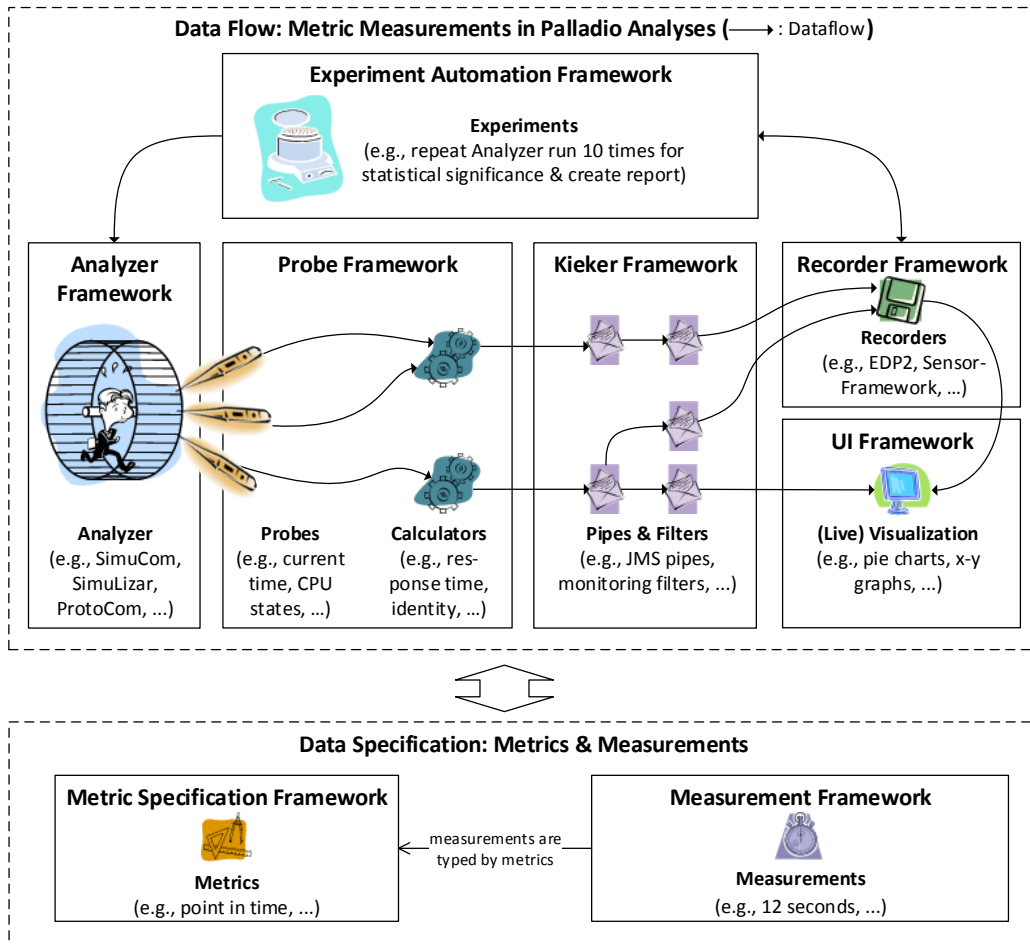 Data Flow: Metric Measurements in Palladio Analyses (⟶ : Dataflow)
Experiment Automation Framework
Experiments
(e.g., repeat Analyzer run 10 times for
statistical significance & create report)
Analyzer
Framework
Analyzer
(e.g., SimuCom,
SimuLizar,
ProtoCom, ...)
Probe Framework
Probes
(e.g., current
time, CPU
states, ...)
Calculators
(e.g., res-
ponse time,
identity, ...)
Kieker Framework
Pipes & Filters
(e.g., JMS pipes,
monitoring filters, ...)
Recorder Framework
Recorders
(e.g., EDP2, Sensor-
Framework, ...)
UI Framework
(Live) Visualization
(e.g., pie charts, x-y
graphs, ...)
Data Specification: Metrics & Measurements
Metric Specification Framework
Metrics
(e.g., point in time, ...)
measurements are
typed by metrics
Measurement Framework
Measurements
(e.g., 12 seconds, ...)